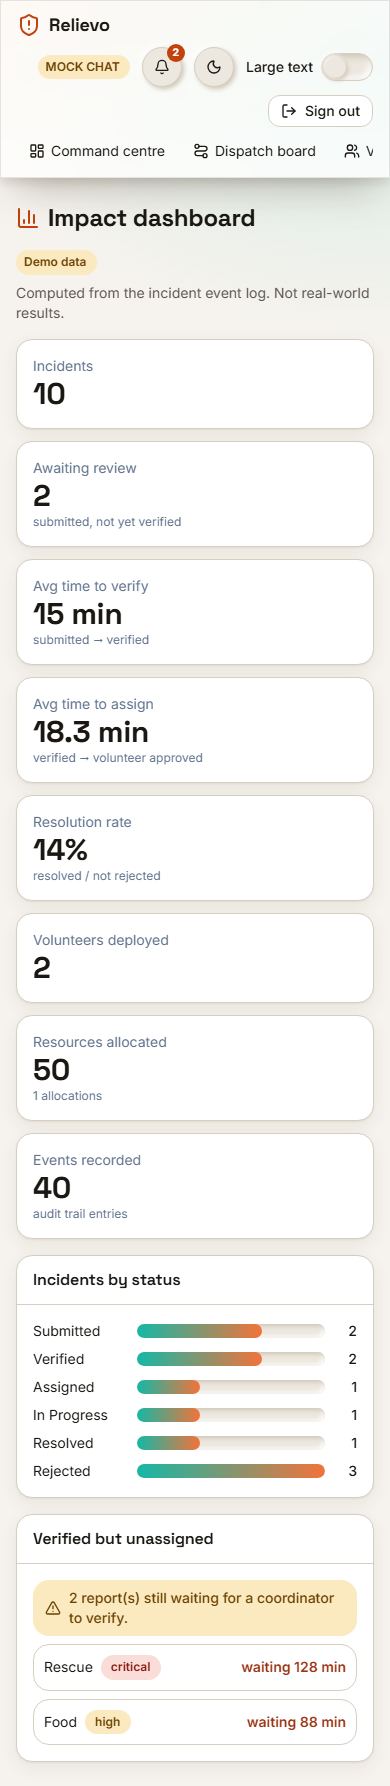 Relievo
MOCK CHAT
2
Large text
Sign out
Command centre
Dispatch board
Impact dashboard
Demo data
Computed from the incident event log. Not real-world
results.
Incidents
10
Awaiting review
2
submitted, not yet verified
Avg time to verify
15 min
submitted → verified
Avg time to assign
18.3 min
verified → volunteer approved
Resolution rate
14%
resolved / not rejected
Volunteers deployed
2
Resources allocated
50
1 allocations
Events recorded
40
audit trail entries
Incidents by status
Submitted 2
Verified 2
Assigned 1
In Progress 1
Resolved 1
Rejected 3
Verified but unassigned
2 report(s) still waiting for a coordinator
to verify.
Rescue critical waiting 128 min
Food high waiting 88 min